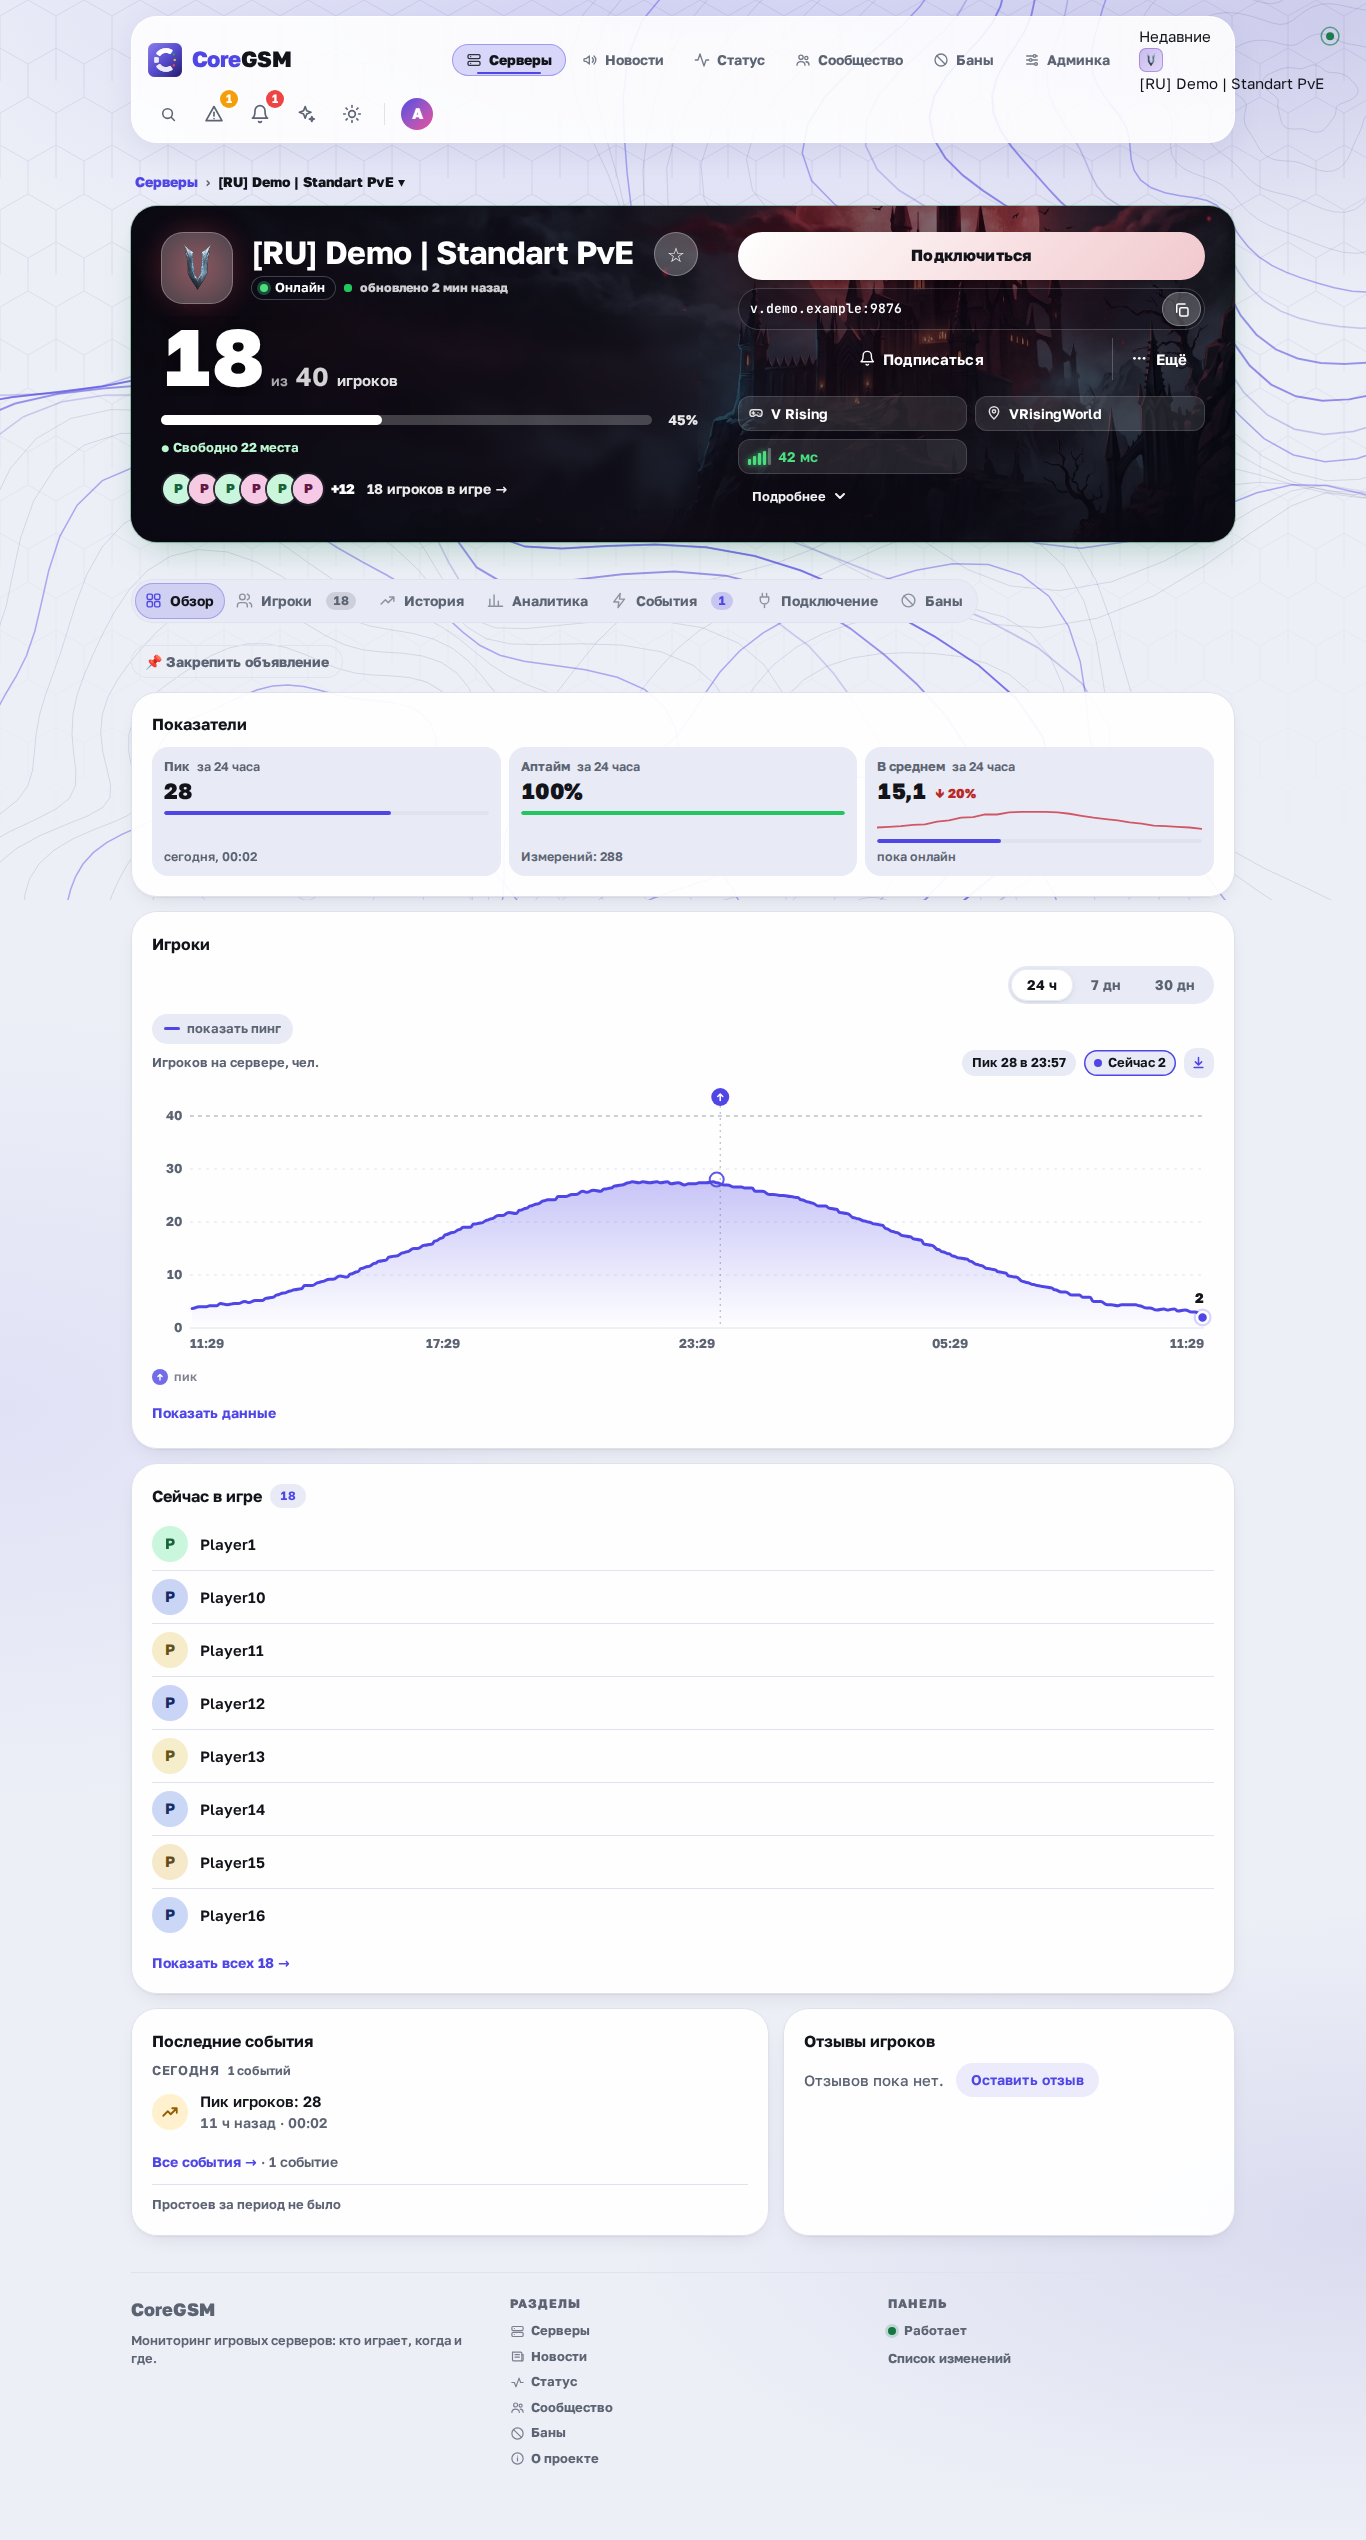 CoreGSM
Серверы
Новости
Статус
Сообщество
Баны
Админка
Недавние
[RU] Demo | Standart PvE
1
1
A
Серверы › [RU] Demo | Standart PvE ▾
[RU] Demo | Standart PvE
Онлайн
обновлено 2 мин назад
18 из 40 игроков
45%
Свободно 22 места
P P P P P P +12 18 игроков в игре →
Подключиться
v.demo.example:9876
Подписаться
Ещё
V Rising
VRisingWorld
42 мс
Подробнее
Обзор
Игроки 18
История
Аналитика
События 1
Подключение
Баны
Закрепить объявление
Показатели
Пик за 24 часа
28
сегодня, 00:02
Аптайм за 24 часа
100%
Измерений: 288
В среднем за 24 часа
15,1 ↓ 20%
пока онлайн
Игроки
24 ч 7 дн 30 дн
показать пинг
Игроков на сервере, чел.
Пик 28 в 23:57
Сейчас 2
40
30
20
10
0
2
11:29 17:29 23:29 05:29 11:29
пик
Показать данные
Сейчас в игре 18
P Player1
P Player10
P Player11
P Player12
P Player13
P Player14
P Player15
P Player16
Показать всех 18 →
Последние события
СЕГОДНЯ 1 событий
Пик игроков: 28
11 ч назад · 00:02
Все события → · 1 событие
Простоев за период не было
Отзывы игроков
Отзывов пока нет. Оставить отзыв
CoreGSM
Мониторинг игровых серверов: кто играет, когда и
где.
РАЗДЕЛЫ
Серверы
Новости
Статус
Сообщество
Баны
О проекте
ПАНЕЛЬ
Работает
Список изменений